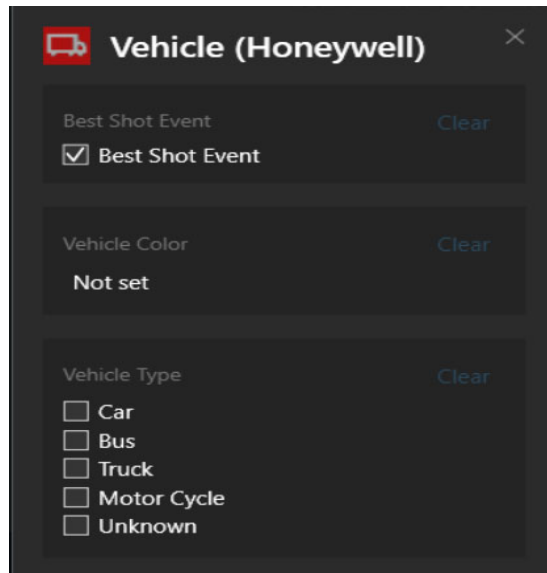 Vehicle (Honeywell)
Best Shot Event Clear
Best Shot Event
Vehicle Color Clear
Not set
Vehicle Type Clear
Car
Bus
Truck
Motor Cycle
Unknown